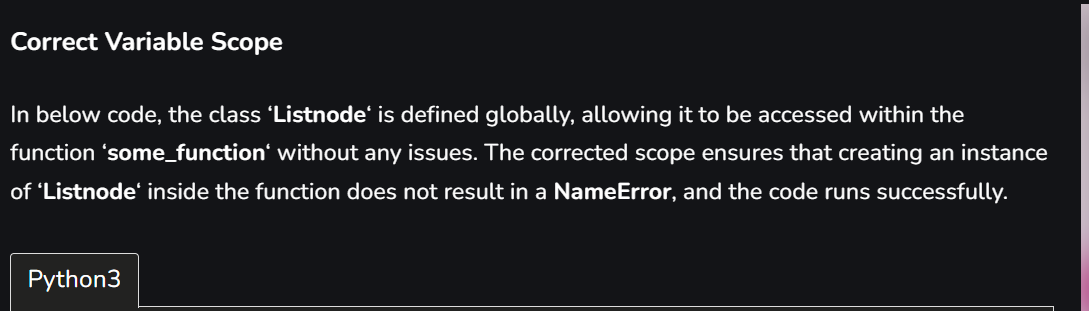 Correct Variable Scope
In below code, the class ‘Listnode‘ is defined globally, allowing it to be accessed within the
function ‘some_function‘ without any issues. The corrected scope ensures that creating an instance
of ‘Listnode‘ inside the function does not result in a NameError, and the code runs successfully.
Python3